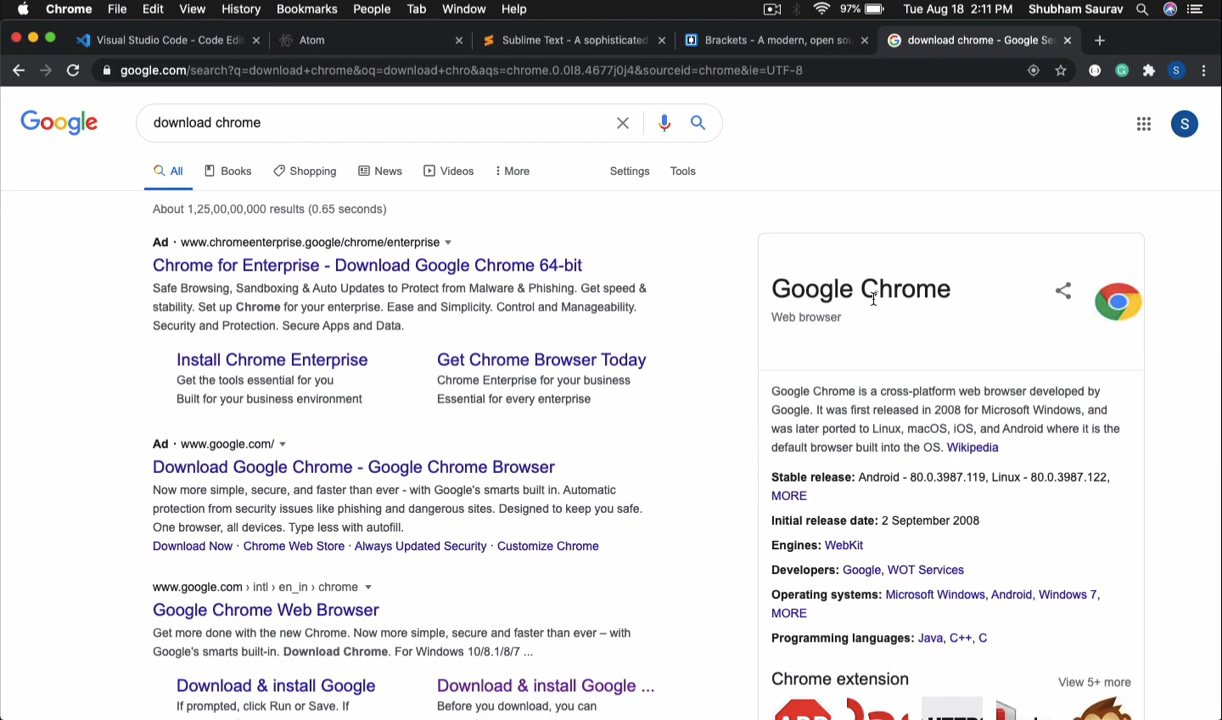 Chrome File Edit View History Bookmarks People Tab Window Help 97% Tue Aug 18 2:11 PM Shubham Saurav
Visual Studio Code - Code Edi Atom Sublime Text - A sophisticated Brackets - A modern, open sou download chrome - Google Se
google.com/search?q=download+chrome&oq=download+chro&aqs=chrome.0.0l8.4677j0j4&sourceid=chrome&ie=UTF-8 S
Google download chrome S
All Books Shopping News Videos More Settings Tools
About 1,25,00,00,000 results (0.65 seconds)
Ad · www.chromeenterprise.google/chrome/enterprise
Chrome for Enterprise - Download Google Chrome 64-bit
Safe Browsing, Sandboxing & Auto Updates to Protect from Malware & Phishing. Get speed &
stability. Set up Chrome for your enterprise. Ease and Simplicity. Control and Manageability.
Security and Protection. Secure Apps and Data.
Install Chrome Enterprise
Get the tools essential for you
Built for your business environment
Get Chrome Browser Today
Chrome Enterprise for your business
Essential for every enterprise
Ad · www.google.com/
Download Google Chrome - Google Chrome Browser
Now more simple, secure, and faster than ever - with Google's smarts built in. Automatic
protection from security issues like phishing and dangerous sites. Designed to keep you safe.
One browser, all devices. Type less with autofill.
Download Now · Chrome Web Store · Always Updated Security · Customize Chrome
www.google.com › intl › en_in › chrome
Google Chrome Web Browser
Get more done with the new Chrome. Now more simple, secure and faster than ever – with
Google's smarts built-in. Download Chrome. For Windows 10/8.1/8/7 ...
Download & install Google
If prompted, click Run or Save. If
Download & install Google ...
Before you download, you can
Google Chrome
Web browser
Google Chrome is a cross-platform web browser developed by
Google. It was first released in 2008 for Microsoft Windows, and
was later ported to Linux, macOS, iOS, and Android where it is the
default browser built into the OS. Wikipedia
Stable release: Android - 80.0.3987.119, Linux - 80.0.3987.122,
MORE
Initial release date: 2 September 2008
Engines: WebKit
Developers: Google, WOT Services
Operating systems: Microsoft Windows, Android, Windows 7,
MORE
Programming languages: Java, C++, C
Chrome extension View 5+ more